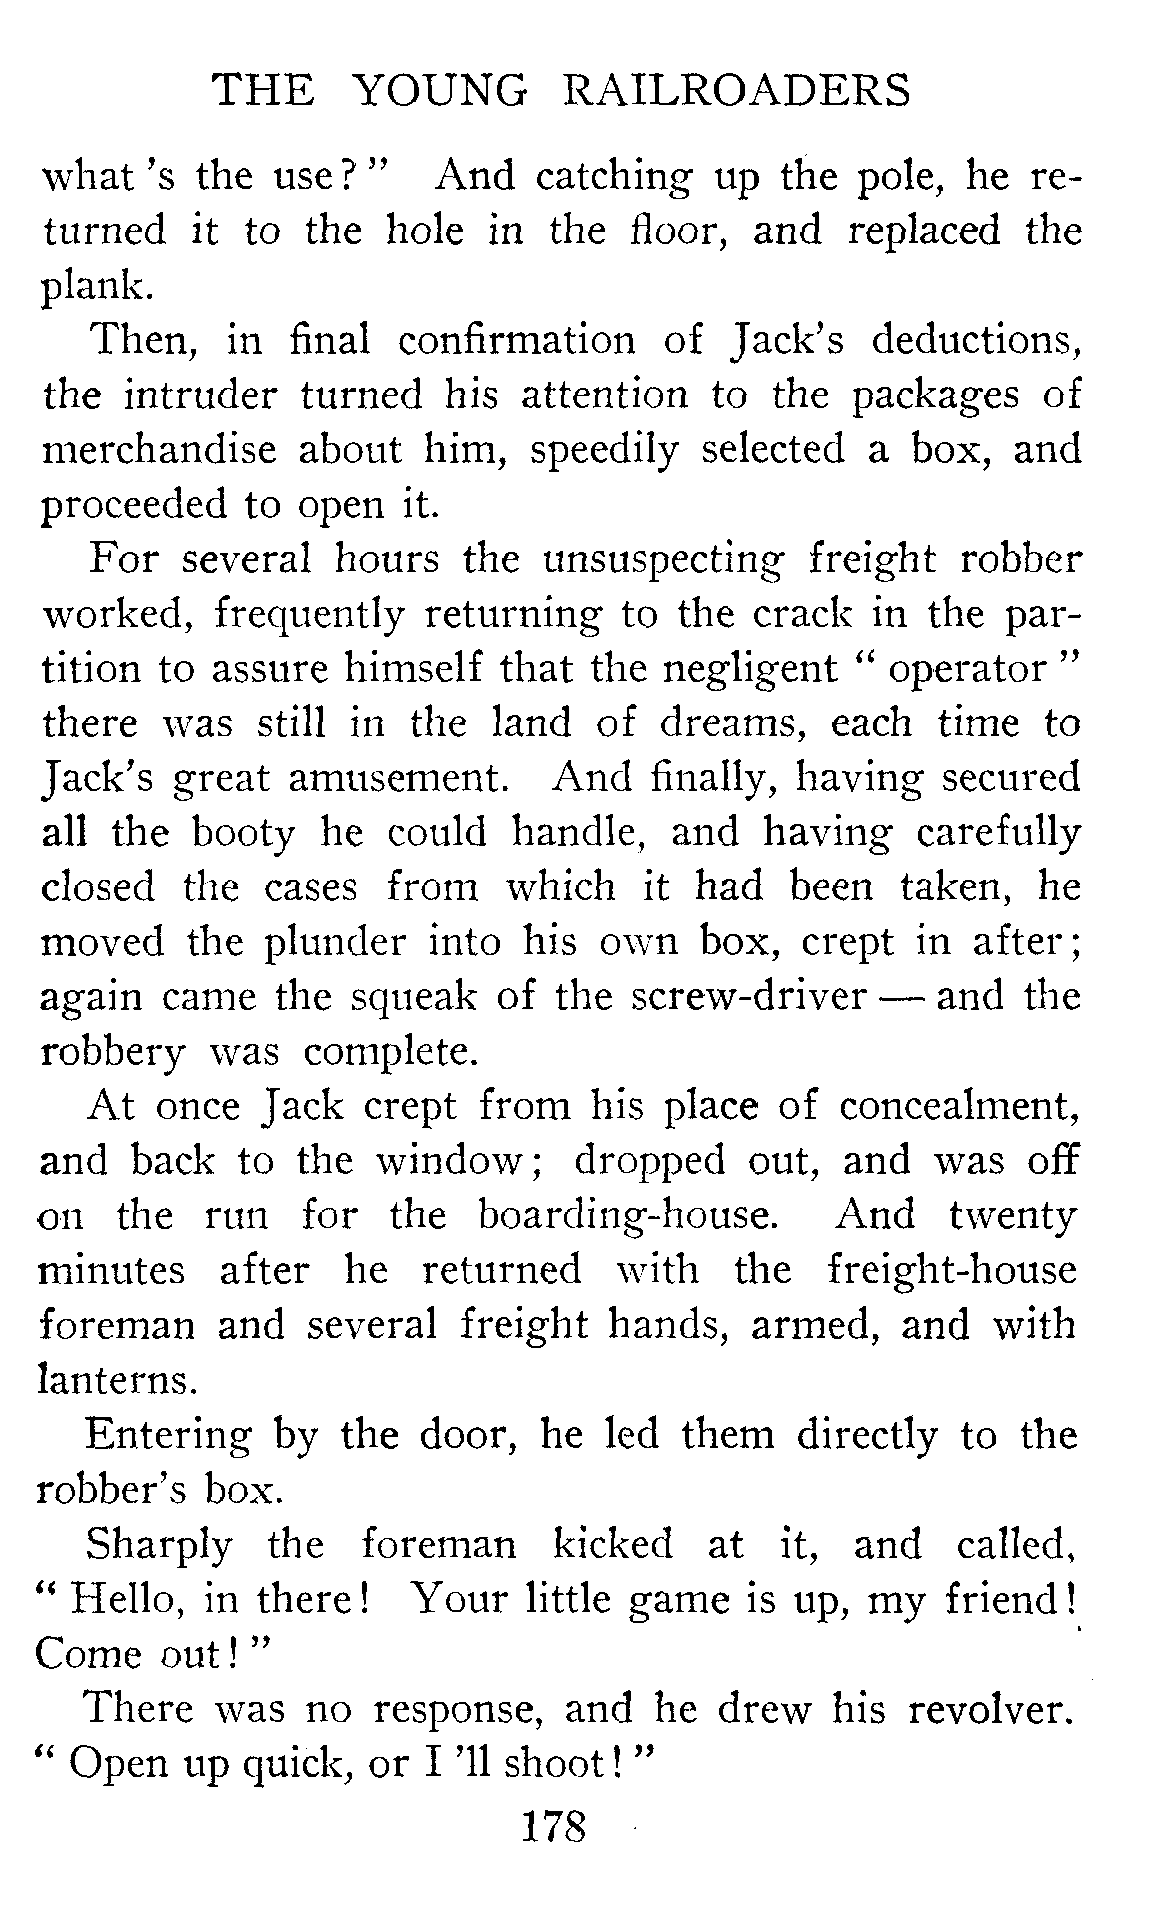 THE YOUNG RAILROADERS
what 's the use? " And catching up the pole, he re-
turned it to the hole in the floor, and replaced the
plank.
Then, in final confirmation of Jack's deductions,
the intruder turned his attention to the packages of
merchandise about him, speedily selected a box, and
proceeded to open it.
For several hours the unsuspecting freight robber
worked, frequently returning to the crack in the par-
tition to assure himself that the negligent " operator "
there was still in the land of dreams, each time to
Jack's great amusement. And finally, having secured
all the booty he could handle, and having carefully
closed the cases from which it had been taken, he
moved the plunder into his own box, crept in after;
again came the squeak of the screw-driver — and the
robbery was complete.
At once Jack crept from his place of concealment,
and back to the window; dropped out, and was off
on the run for the boarding-house. And twenty
minutes after he returned with the freight-house
foreman and several freight hands, armed, and with
lanterns.
Entering by the door, he led them directly to the
robber's box.
Sharply the foreman kicked at it, and called,
" Hello, in there! Your little game is up, my friend!
Come out! "
There was no response, and he drew his revolver.
" Open up quick, or I 'll shoot! "
178